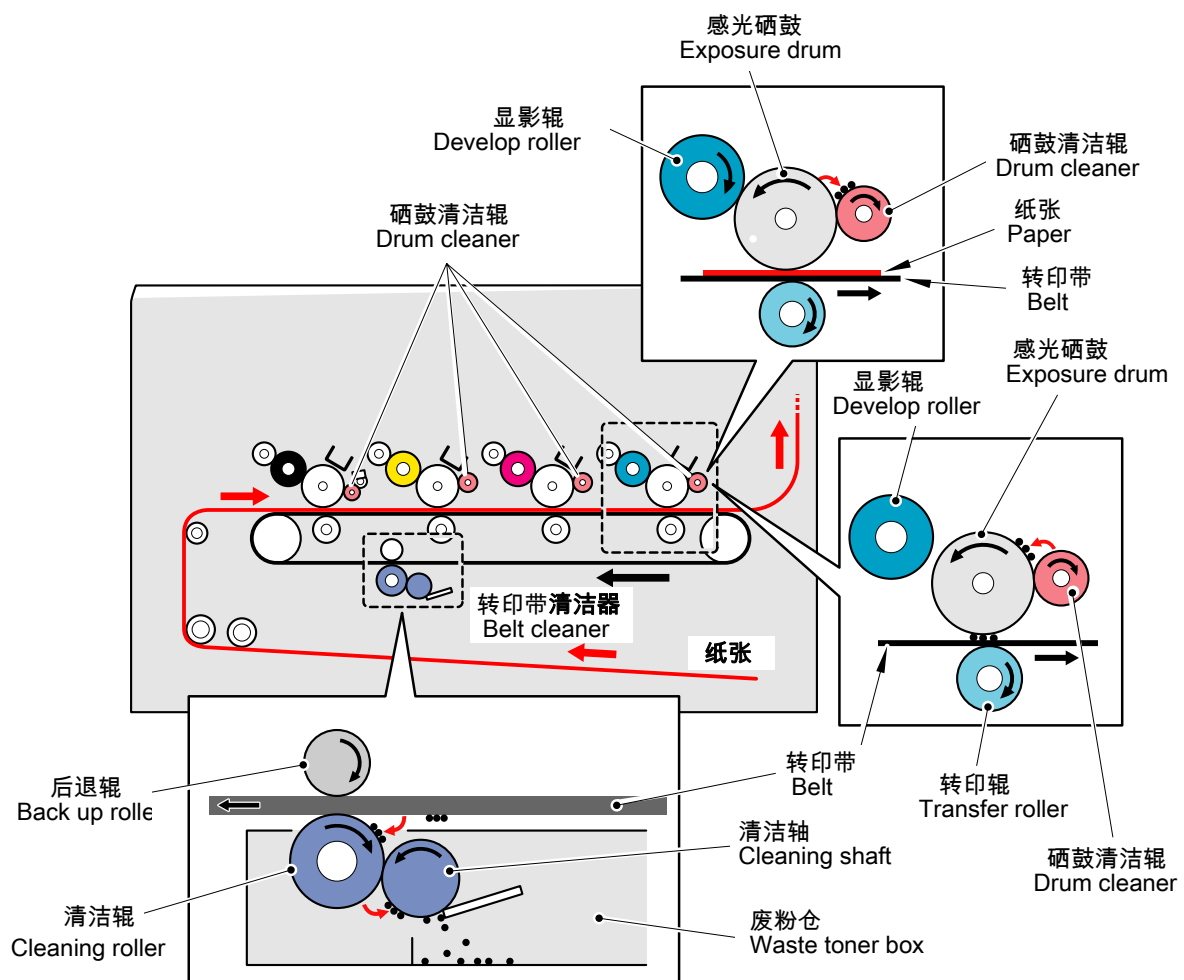 感光硒鼓
Exposure drum
显影辊
Develop roller
硒鼓清洁辊
Drum cleaner
纸张
Paper
转印带
Belt
硒鼓清洁辊
Drum cleaner
感光硒鼓
Exposure drum
显影辊
Develop roller
转印带清洁器
Belt cleaner
纸张
后退辊
Back up rolle
转印带
Belt
转印辊
Transfer roller
清洁轴
Cleaning shaft
硒鼓清洁辊
Drum cleaner
清洁辊
Cleaning roller
废粉仓
Waste toner box